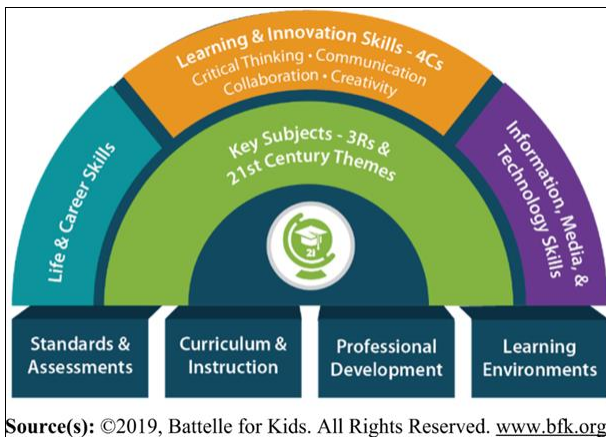 Learning & Innovation Skills - 4Cs
Critical Thinking • Communication
Collaboration • Creativity
Life & Career Skills
Key Subjects - 3Rs &
21st Century Themes
Information, Media, &
Technology Skills
21
Standards &
Assessments
Curriculum &
Instruction
Professional
Development
Learning
Environments
Source(s): ©2019, Battelle for Kids. All Rights Reserved. www.bfk.org